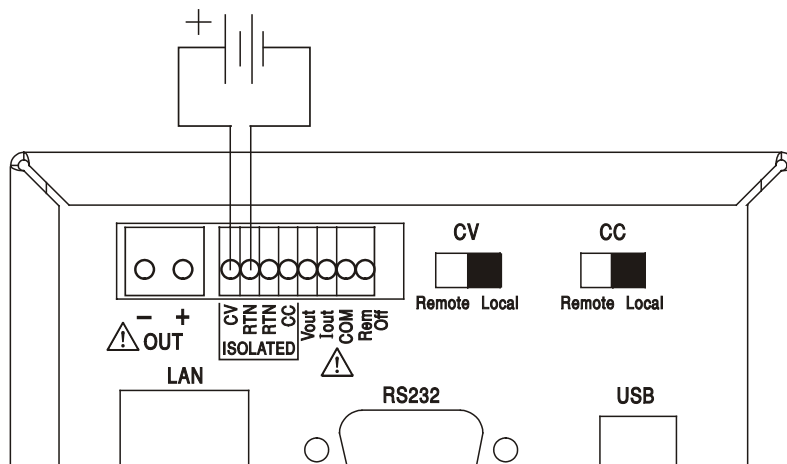 +
CV
CC
Remote Local
Remote Local
− +
OUT
CV
RTN
RTN
CC
Vout
Iout
COM
Rem
Off
ISOLATED
LAN
RS232
USB